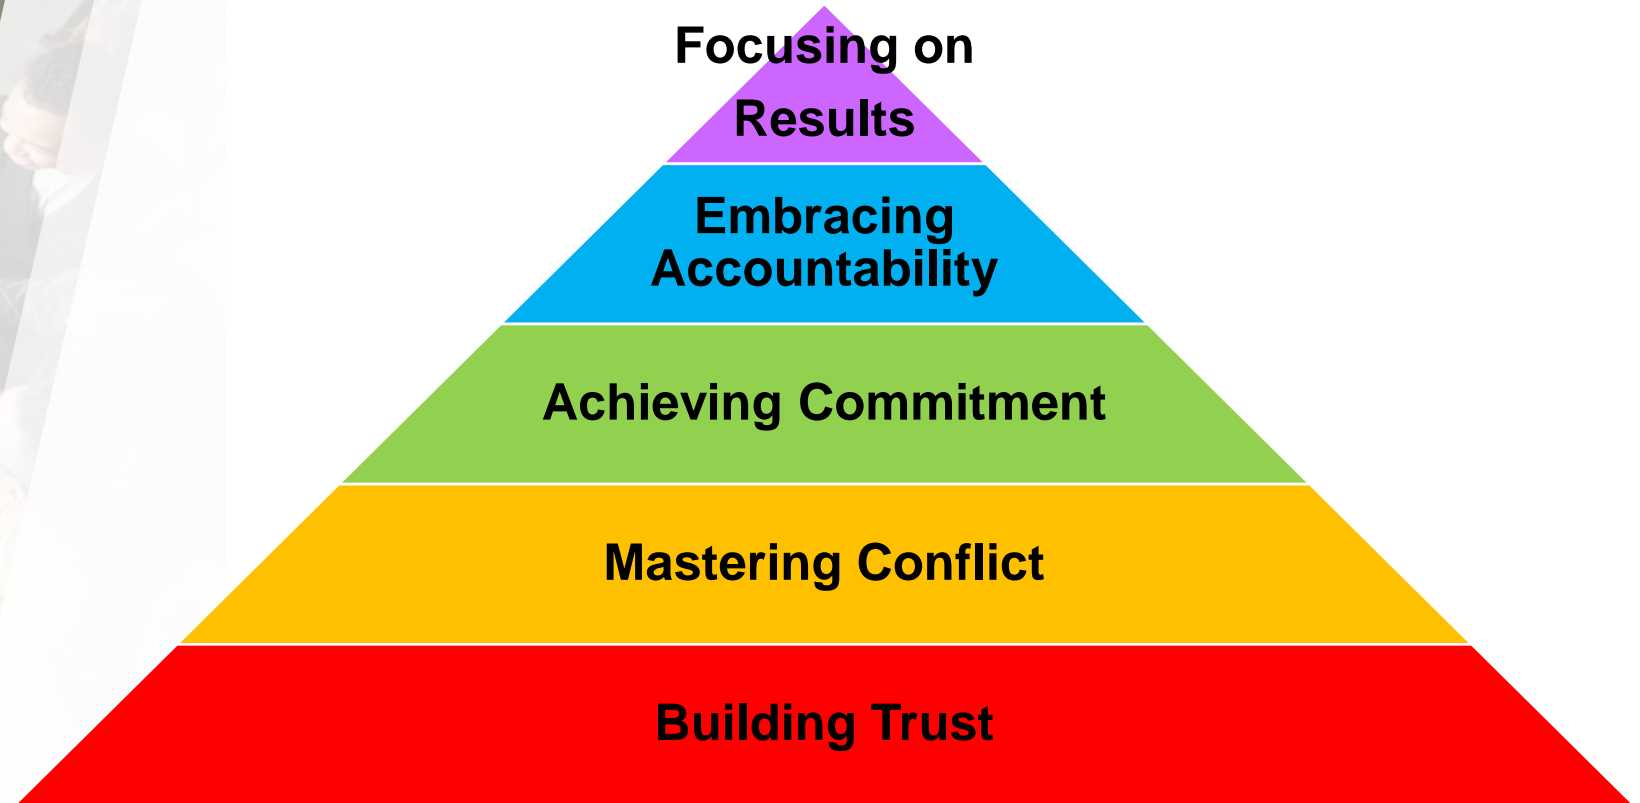 Focusing on
Results
Embracing
Accountability
Achieving Commitment
Mastering Conflict
Building Trust